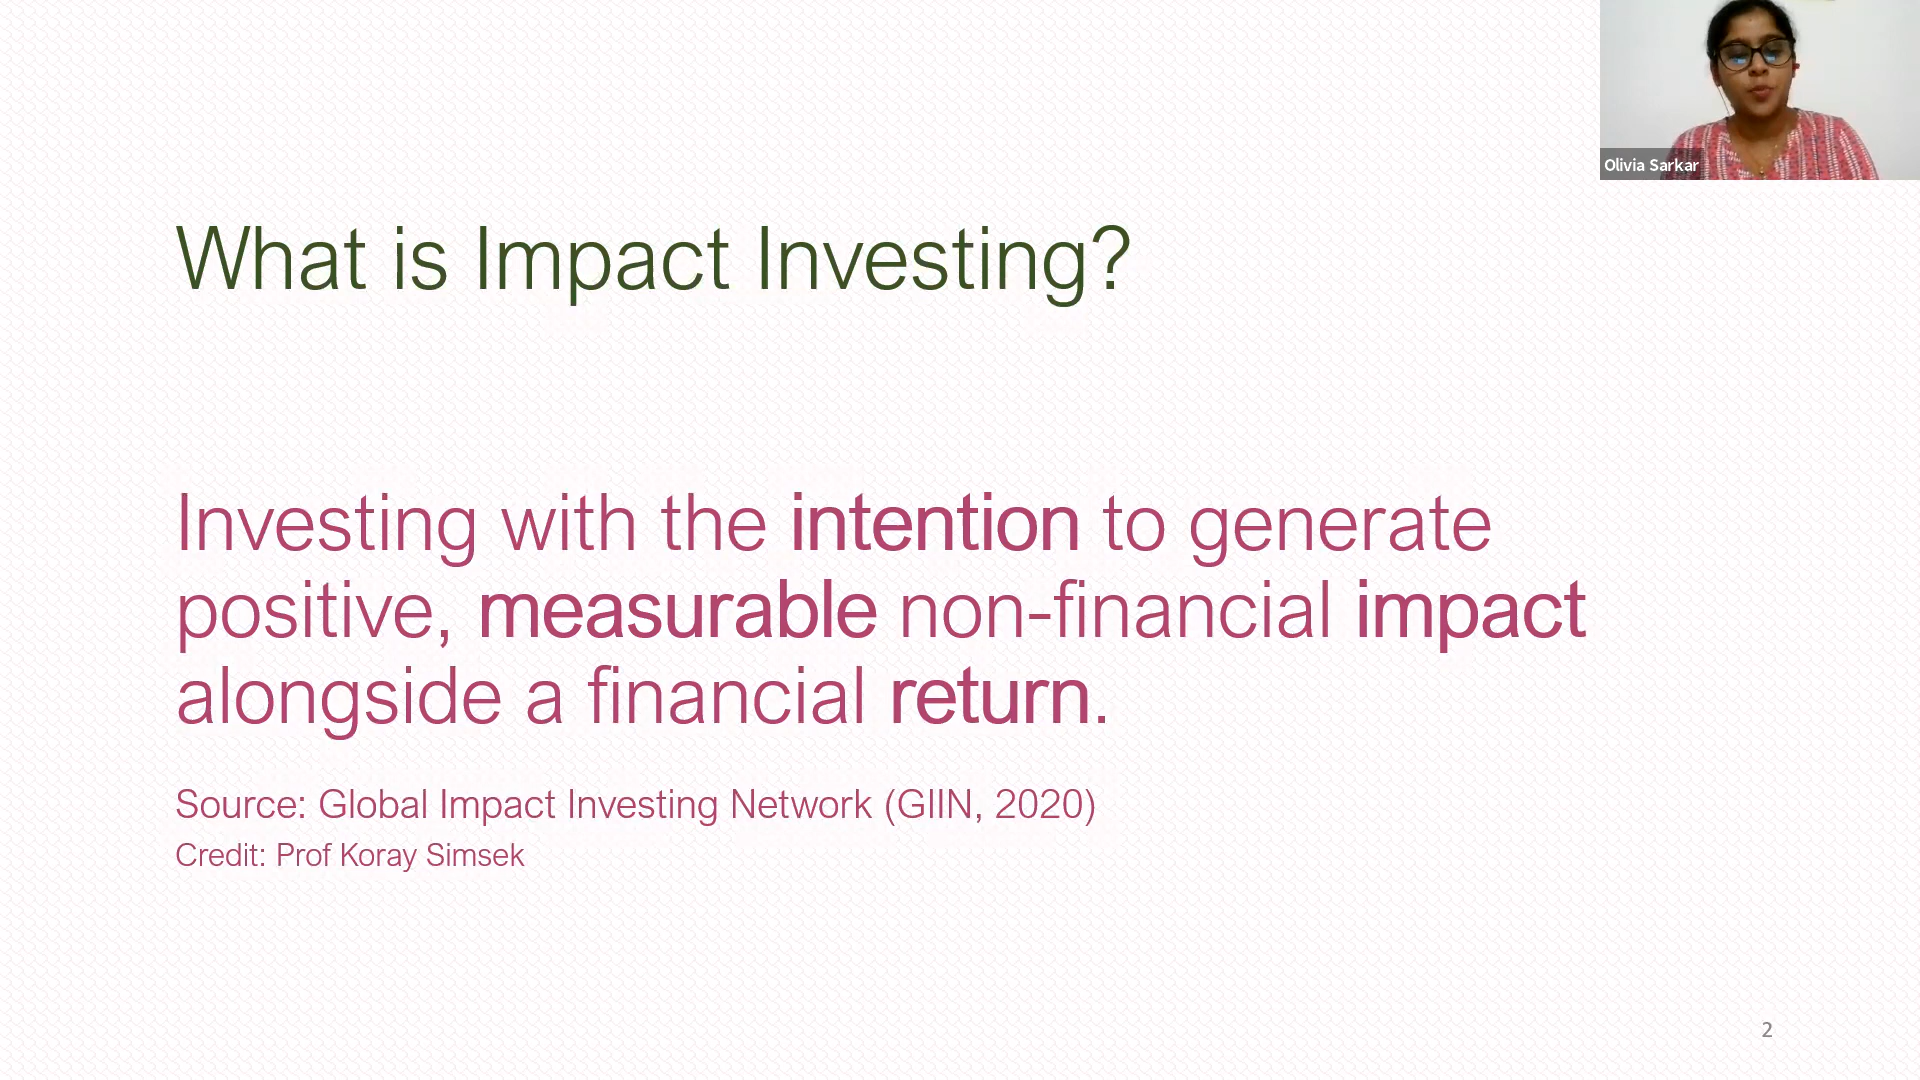 Olivia Sarkar
What is Impact Investing?
Investing with the intention to generate
positive, measurable non-financial impact
alongside a financial return.
Source: Global Impact Investing Network (GIIN, 2020)
Credit: Prof Koray Simsek
2